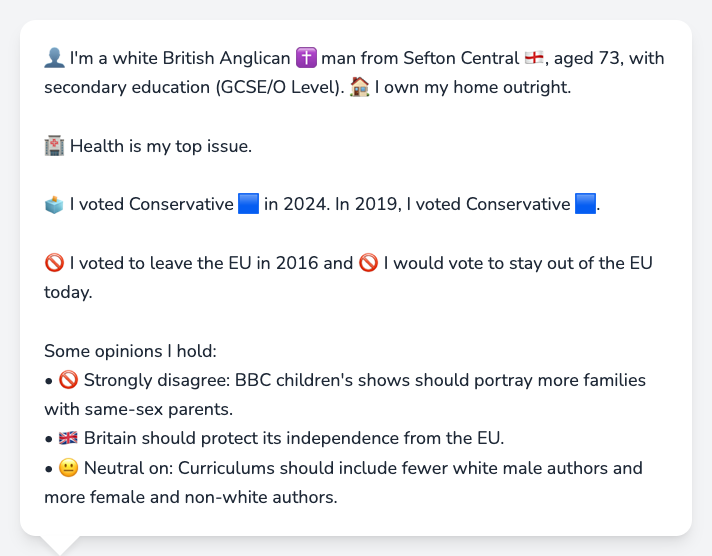 👤 I'm a white British Anglican ✝️ man from Sefton Central 🏴󠁧󠁢󠁥󠁮󠁧󠁿, aged 73, with
secondary education (GCSE/O Level). 🏠 I own my home outright.
🏥 Health is my top issue.
🗳️ I voted Conservative 🟦 in 2024. In 2019, I voted Conservative 🟦.
🚫 I voted to leave the EU in 2016 and 🚫 I would vote to stay out of the EU
today.
Some opinions I hold:
• 🚫 Strongly disagree: BBC children's shows should portray more families
with same-sex parents.
• 🇬🇧 Britain should protect its independence from the EU.
• 😐 Neutral on: Curriculums should include fewer white male authors and
more female and non-white authors.